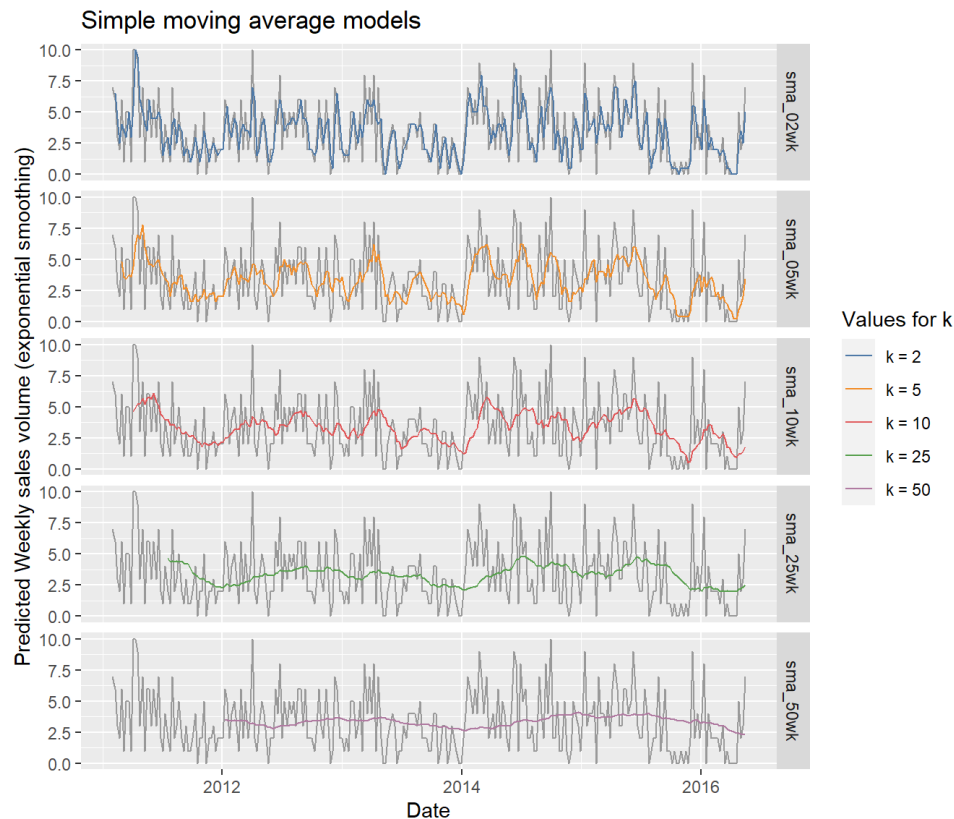 Simple moving average models
Predicted Weekly sales volume (exponential smoothing)
10.0
7.5
5.0
2.5
0.0
sma_02wk
10.0
7.5
5.0
2.5
0.0
sma_05wk
10.0
7.5
5.0
2.5
0.0
sma_10wk
10.0
7.5
5.0
2.5
0.0
sma_25wk
10.0
7.5
5.0
2.5
0.0
sma_50wk
2012
2014
2016
Date
Values for k
k = 2
k = 5
k = 10
k = 25
k = 50